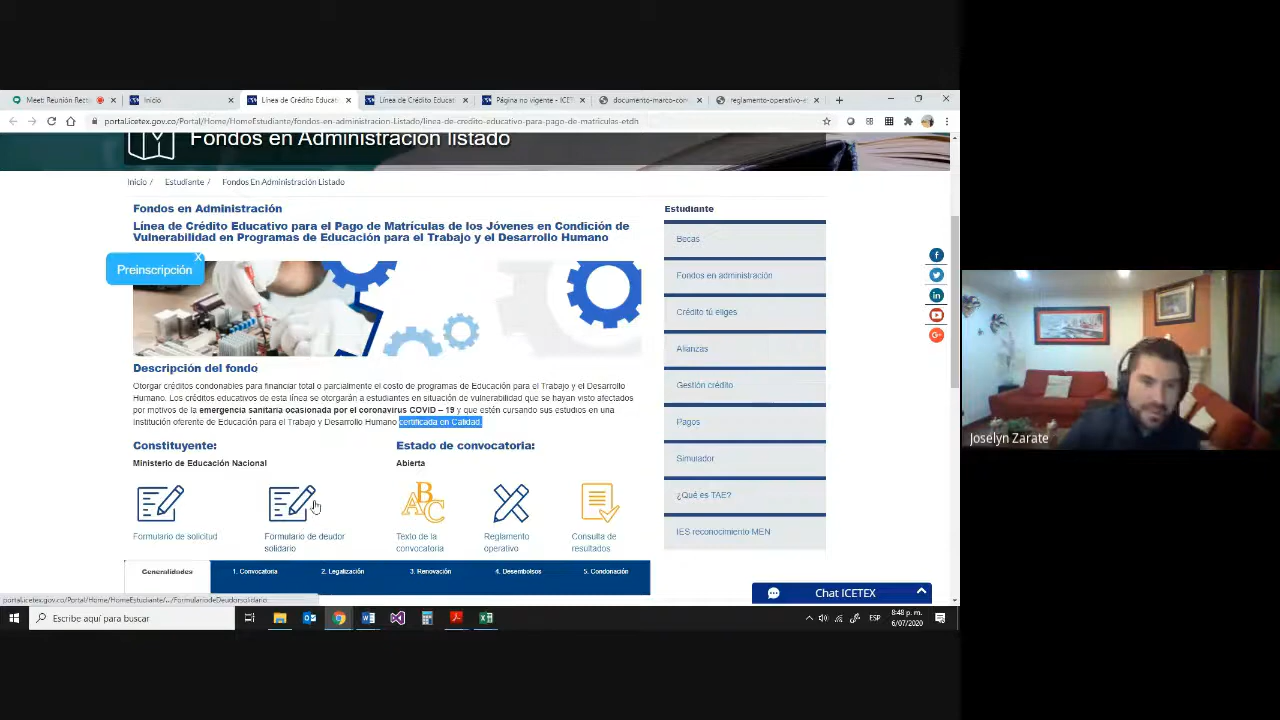 Meet: Reunión Rect
Inicio
Línea de Crédito Educati
Línea de Crédito Educat
Página no vigente - ICET
documento-marco-con
reglamento-operativo-e
portal.icetex.gov.co/Portal/Home/HomeEstudiante/fondos-en-administracion-Listado/linea-de-credito-educativo-para-pago-de-matriculas-etdh
Fondos en Administración listado
Inicio / Estudiante / Fondos En Administración Listado
Fondos en Administración
Línea de Crédito Educativo para el Pago de Matrículas de los Jóvenes en Condición de
Vulnerabilidad en Programas de Educación para el Trabajo y el Desarrollo Humano
Preinscripción
X
Descripción del fondo
Otorgar créditos condonables para financiar total o parcialmente el costo de programas de Educación para el Trabajo y el Desarrollo
Humano. Los créditos educativos de esta línea se otorgarán a estudiantes en situación de vulnerabilidad que se hayan visto afectados
por motivos de la emergencia sanitaria ocasionada por el coronavirus COVID – 19 y que estén cursando sus estudios en una
Institución oferente de Educación para el Trabajo y Desarrollo Humano certificada en Calidad.
Constituyente:
Ministerio de Educación Nacional
Estado de convocatoria:
Abierta
ABC
Formulario de solicitud
Formulario de deudor
solidario
Texto de la
convocatoria
Reglamento
operativo
Consulta de
resultados
Generalidades
1. Convocatoria
2. Legalización
3. Renovación
4. Desembolsos
5. Condonación
Estudiante
Becas
Fondos en administración
Crédito tú eliges
Alianzas
Gestión crédito
Pagos
Simulador
¿Qué es TAE?
IES reconocimiento MEN
Chat ICETEX
portal.icetex.gov.co/Portal/Home/HomeEstudiante/.../FormulariodeDeudorsolidario
Escribe aquí para buscar
ESP
8:48 p. m.
6/07/2020
Joselyn Zarate